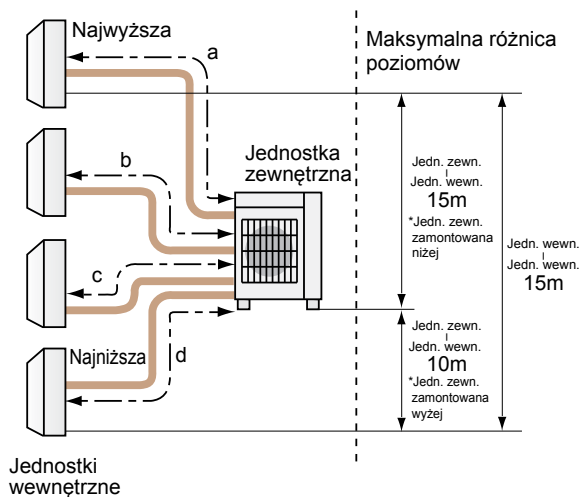 Najwyższa
a
Maksymalna różnica
poziomów
b
Jednostka
zewnętrzna
Jedn. zewn.
Jedn. wewn.
15m
*Jedn. zewn.
zamontowana
niżej
Jedn. wewn.
Jedn. wewn.
15m
c
Najniższa
d
Jedn. zewn.
Jedn. wewn.
10m
*Jedn. zewn.
zamontowana
wyżej
Jednostki
wewnętrzne